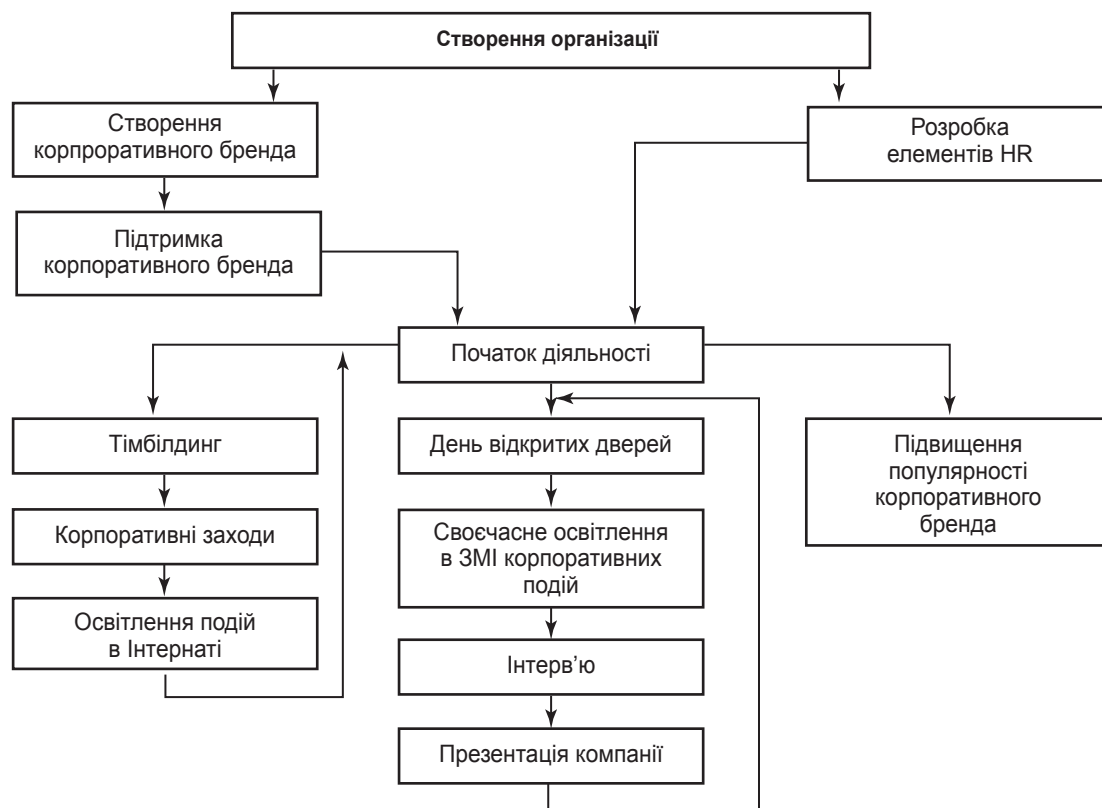 Створення організації
Створення
корпроративного бренда
Розробка
елементів HR
Підтримка
корпоративного бренда
Початок діяльності
Тімбілдинг
Корпоративні заходи
Освітлення подій
в Інтернаті
День відкритих дверей
Своєчасне освітлення
в ЗМІ корпоративних
подій
Інтерв’ю
Презентація компанії
Підвищення
популярності
корпоративного
бренда